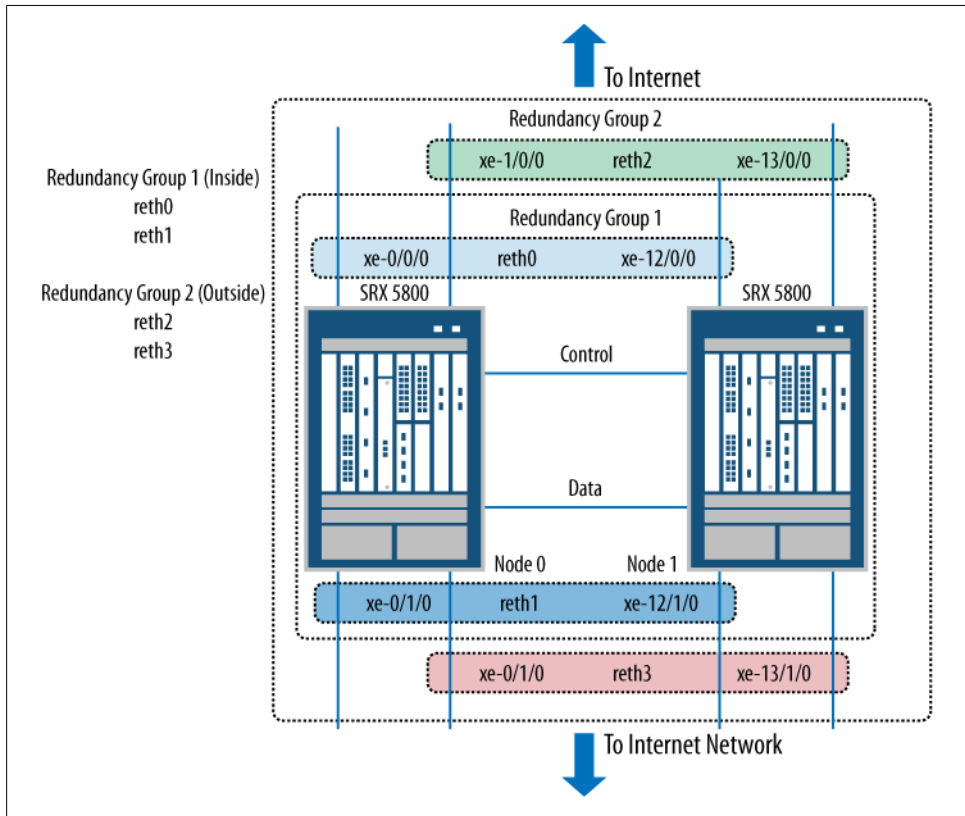 To Internet
Redundancy Group 2
xe-1/0/0 reth2 xe-13/0/0
Redundancy Group 1 (Inside)
reth0
reth1
Redundancy Group 1
xe-0/0/0 reth0 xe-12/0/0
Redundancy Group 2 (Outside)
reth2
reth3
SRX 5800 SRX 5800
Control
Data
Node 0 Node 1
xe-0/1/0 reth1 xe-12/1/0
xe-0/1/0 reth3 xe-13/1/0
To Internet Network